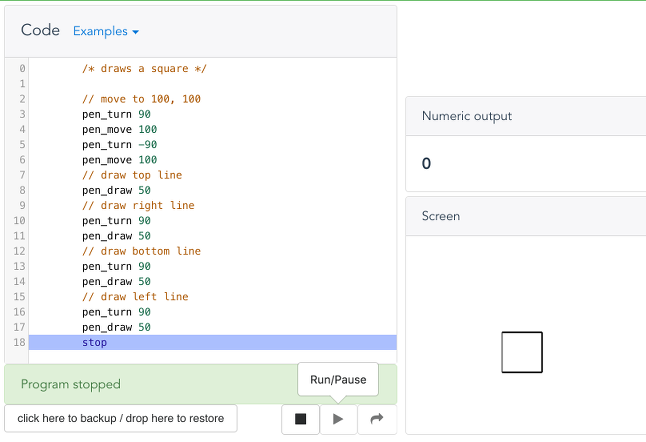 Code Examples
0 /* draws a square */
1
2 // move to 100, 100
3 pen_turn 90
4 pen_move 100
5 pen_turn -90
6 pen_move 100
7 // draw top line
8 pen_draw 50
9 // draw right line
10 pen_turn 90
11 pen_draw 50
12 // draw bottom line
13 pen_turn 90
14 pen_draw 50
15 // draw left line
16 pen_turn 90
17 pen_draw 50
18 stop
Program stopped
Run/Pause
click here to backup / drop here to restore
Numeric output
0
Screen